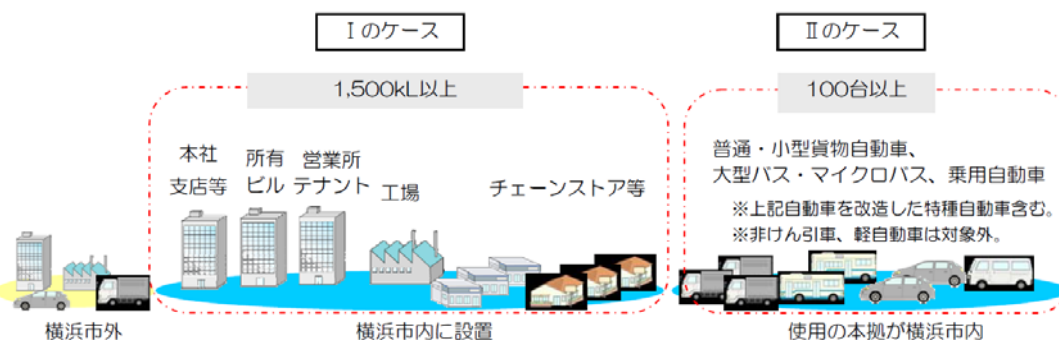 Ⅰのケース
Ⅱのケース
1,500kL以上
100台以上
本社
支店等
所有
ビル
営業所
テナント
工場
チェーンストア等
普通・小型貨物自動車、
大型バス・マイクロバス、乗用自動車
※上記自動車を改造した特種自動車含む。
※非けん引車、軽自動車は対象外。
横浜市外
横浜市内に設置
使用の本拠が横浜市内